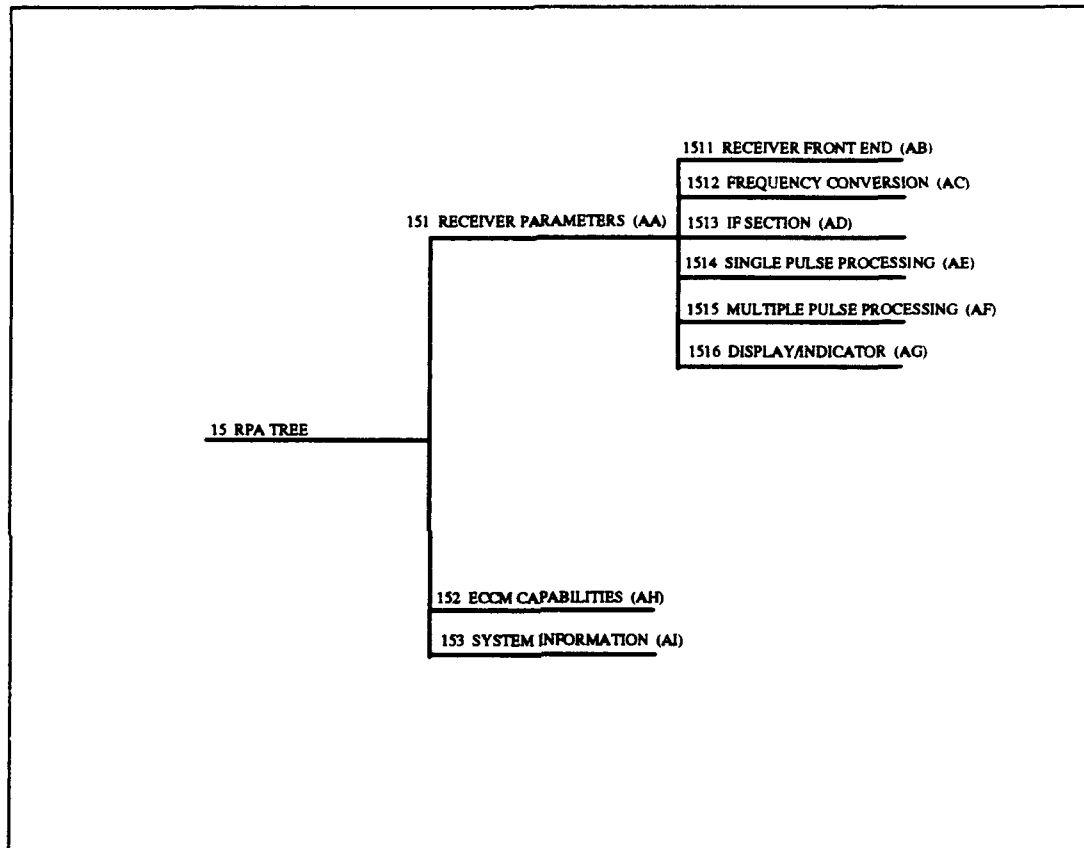 1511 RECEIVER FRONT END (AB)
1512 FREQUENCY CONVERSION (AC)
151 RECEIVER PARAMETERS (AA)
1513 IF SECTION (AD)
1514 SINGLE PULSE PROCESSING (AE)
1515 MULTIPLE PULSE PROCESSING (AF)
1516 DISPLAY/INDICATOR (AG)
15 RPA TREE
152 ECCM CAPABILITIES (AH)
153 SYSTEM INFORMATION (AI)